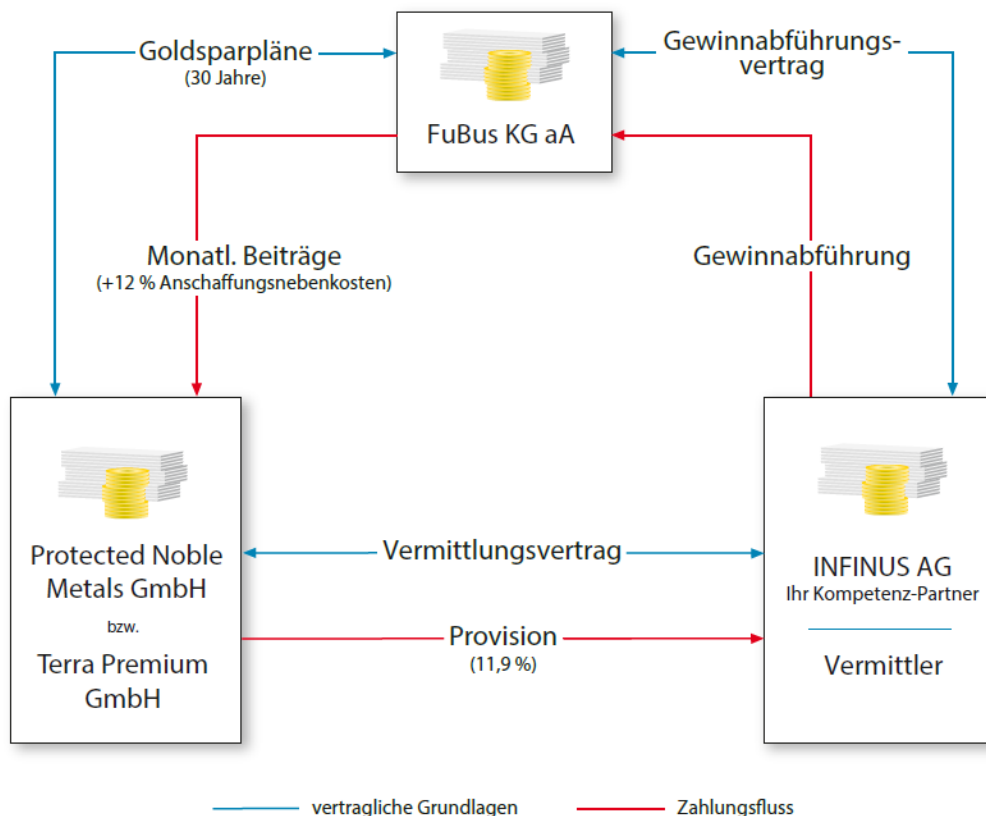 Goldsparpläne
(30 Jahre)
Gewinnabführungs-
vertrag
FuBus KG aA
Monatl. Beiträge
(+12 % Anschaffungsnebenkosten)
Gewinnabführung
Protected Noble
Metals GmbH
bzw.
Terra Premium
GmbH
Vermittlungsvertrag
Provision
(11,9 %)
INFINUS AG
Ihr Kompetenz-Partner
Vermittler
vertragliche Grundlagen
Zahlungsfluss